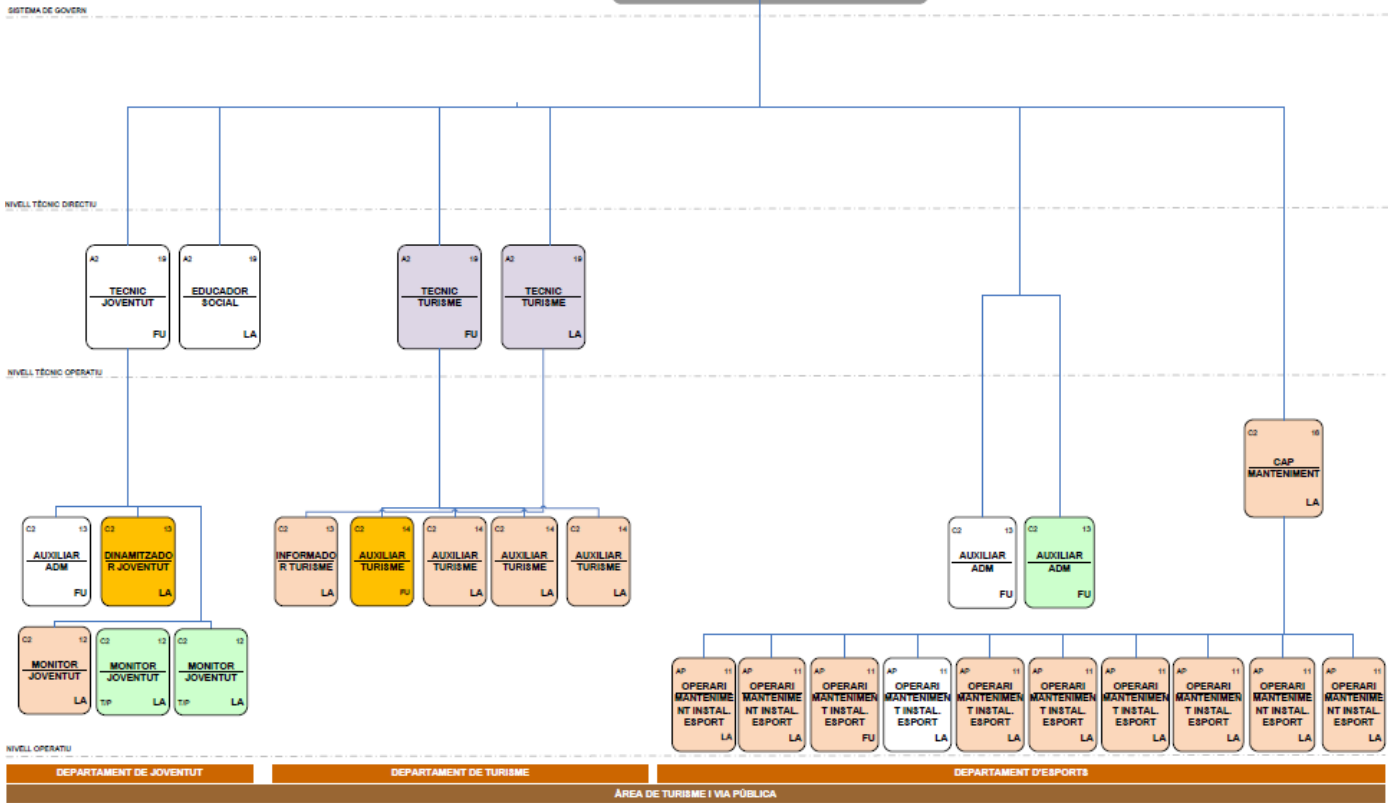 SISTEMA DE GOVERN
NIVELL TÈCNIC DIRECTIU
A2 19
TECNIC
JOVENTUT
FU
A2 19
EDUCADOR
SOCIAL
LA
A2 19
TECNIC
TURISME
FU
A2 19
TECNIC
TURISME
LA
NIVELL TÈCNIC OPERATIU
C2 16
CAP
MANTENIMENT
LA
C2 13
AUXILIAR
ADM
FU
C2 13
DINAMITZADO
R JOVENTUT
LA
C2 13
INFORMADO
R TURISME
LA
C2 14
AUXILIAR
TURISME
FU
C2 14
AUXILIAR
TURISME
LA
C2 14
AUXILIAR
TURISME
LA
C2 14
AUXILIAR
TURISME
LA
C2 13
AUXILIAR
ADM
FU
C2 13
AUXILIAR
ADM
FU
C2 12
MONITOR
JOVENTUT
LA
C2 12
MONITOR
JOVENTUT
T/P LA
C2 12
MONITOR
JOVENTUT
T/P LA
AP 11
OPERARI
MANTENIME
NT INSTAL.
ESPORT
LA
AP 11
OPERARI
MANTENIME
NT INSTAL.
ESPORT
LA
AP 11
OPERARI
MANTENIMEN
T INSTAL.
ESPORT
FU
AP 11
OPERARI
MANTENIMEN
T INSTAL.
ESPORT
LA
AP 11
OPERARI
MANTENIMEN
T INSTAL.
ESPORT
LA
AP 11
OPERARI
MANTENIMEN
T INSTAL.
ESPORT
LA
AP 11
OPERARI
MANTENIMEN
T INSTAL.
ESPORT
LA
AP 11
OPERARI
MANTENIMEN
T INSTAL.
ESPORT
LA
AP 11
OPERARI
MANTENIME
NT INSTAL.
ESPORT
LA
AP 11
OPERARI
MANTENIME
NT INSTAL.
ESPORT
LA
NIVELL OPERATIU
DEPARTAMENT DE JOVENTUT
DEPARTAMENT DE TURISME
DEPARTAMENT D'ESPORTS
ÀREA DE TURISME I VIA PÚBLICA